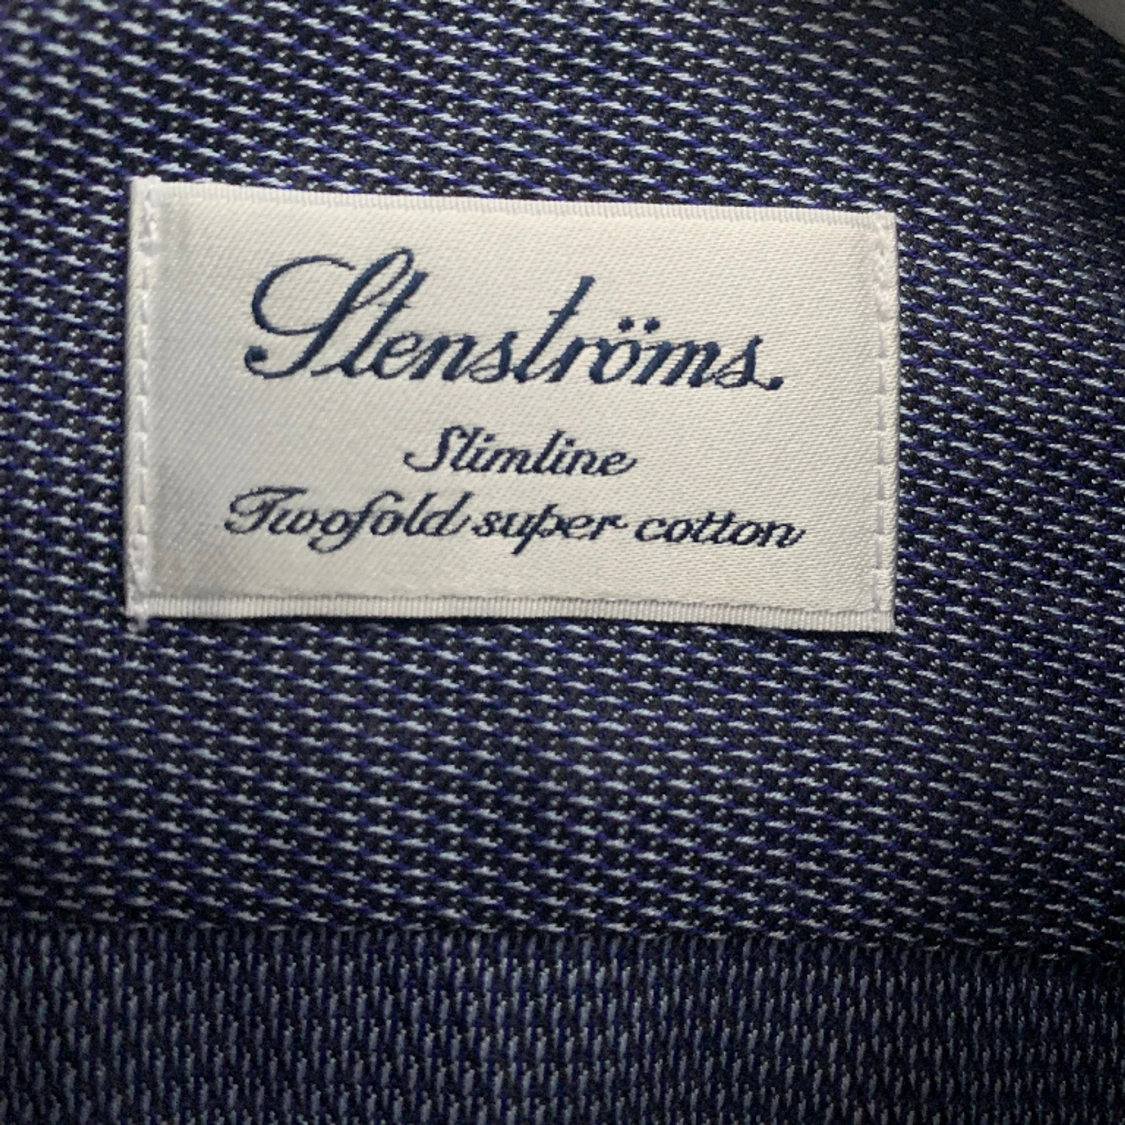 Stenströms.
Slimline
Twofold super cotton